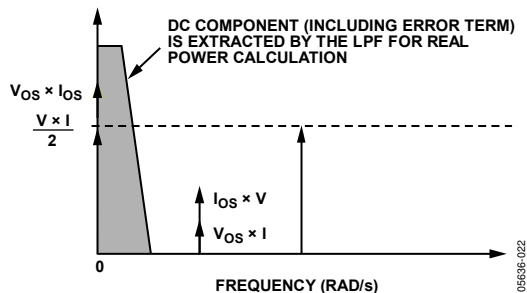 DC COMPONENT (INCLUDING ERROR TERM)
IS EXTRACTED BY THE LPF FOR REAL
POWER CALCULATION
VOS × IOS
V × I
2
IOS × V
VOS × I
0
FREQUENCY (RAD/s)
05636-022